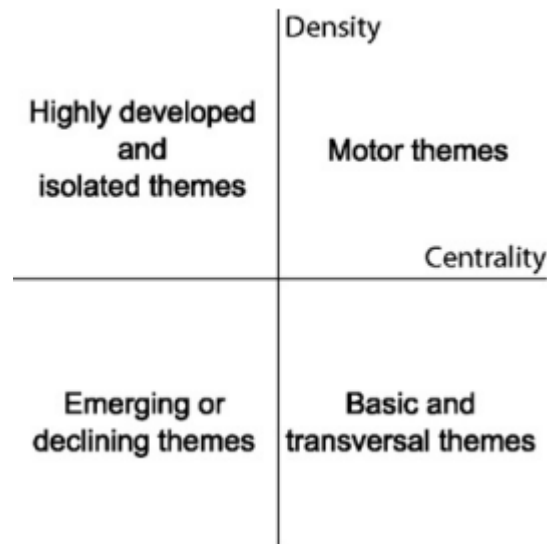 Density
Highly developed
and
isolated themes
Motor themes
Centrality
Emerging or
declining themes
Basic and
transversal themes